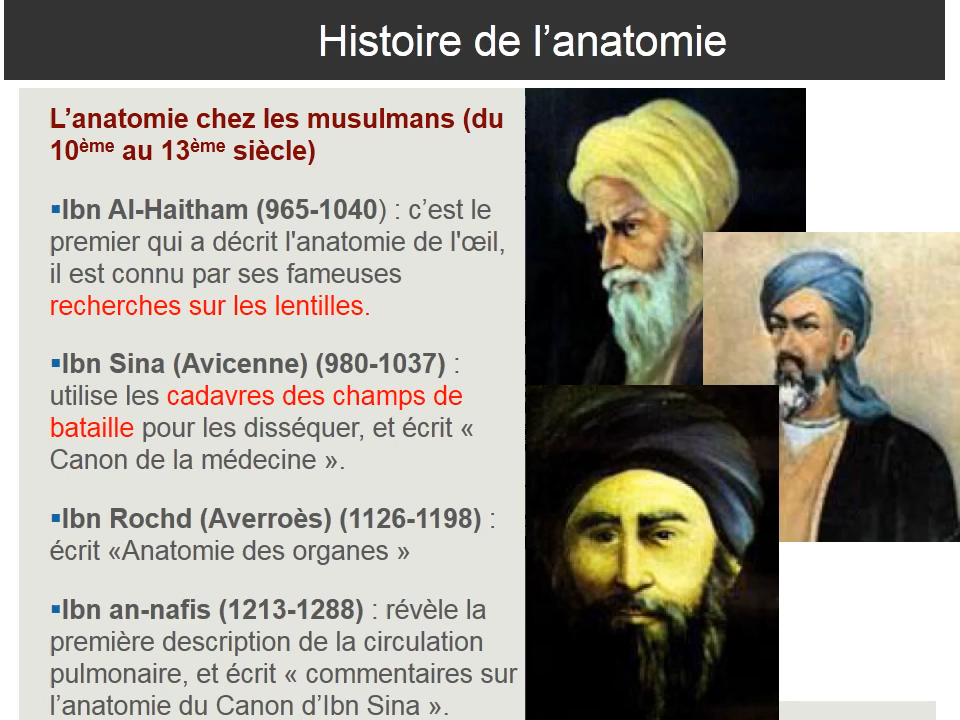 Histoire de l’anatomie
L’anatomie chez les musulmans (du
10ème au 13ème siècle)
▪Ibn Al-Haitham (965-1040) : c’est le
premier qui a décrit l'anatomie de l'œil,
il est connu par ses fameuses
recherches sur les lentilles.
▪Ibn Sina (Avicenne) (980-1037) :
utilise les cadavres des champs de
bataille pour les disséquer, et écrit «
Canon de la médecine ».
▪Ibn Rochd (Averroès) (1126-1198) :
écrit «Anatomie des organes »
▪Ibn an-nafis (1213-1288) : révèle la
première description de la circulation
pulmonaire, et écrit « commentaires sur
l’anatomie du Canon d’Ibn Sina ».